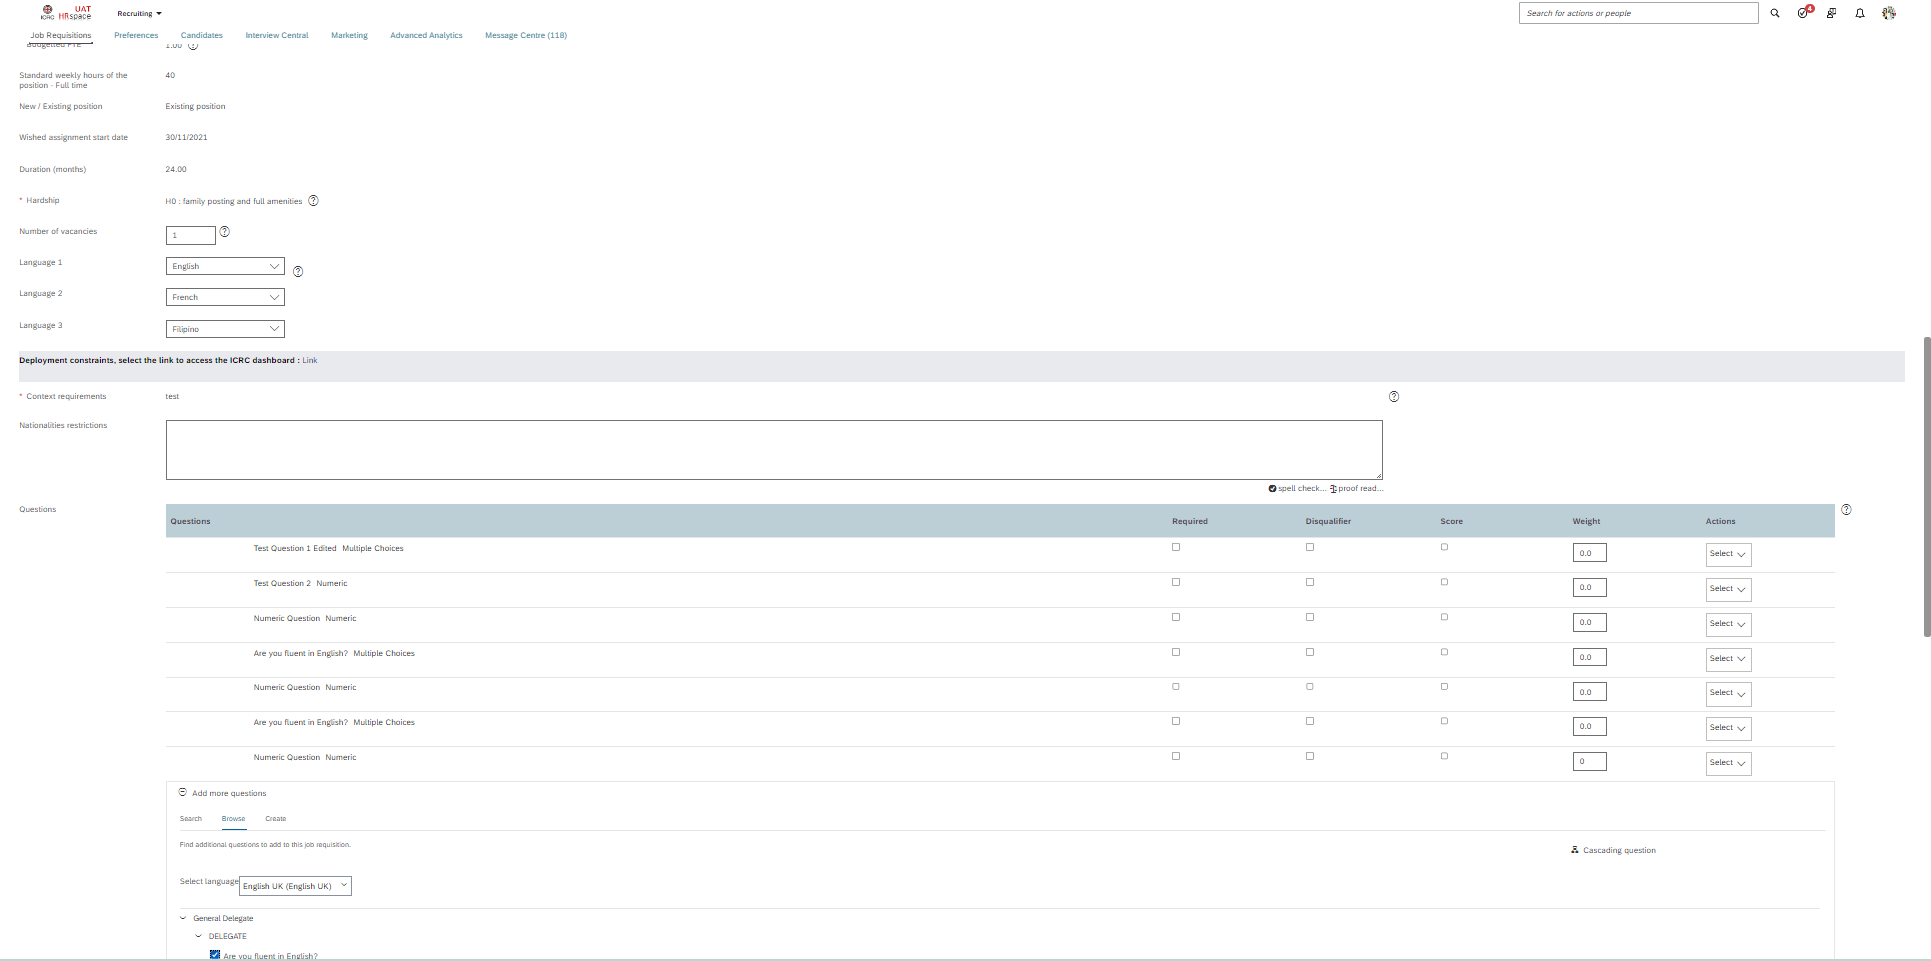 ICRC
UAT
HRspace
Recruiting
Search for actions or people
4
Job Requisitions Preferences Candidates Interview Central Marketing Advanced Analytics Message Centre (118)
Budgetted FTE 1.00
Standard weekly hours of the position - Full time 40
New / Existing position Existing position
Wished assignment start date 30/11/2021
Duration (months) 24.00
* Hardship H0 : family posting and full amenities
Number of vacancies 1
Language 1 English
Language 2 French
Language 3 Filipino
Deployment constraints, select the link to access the ICRC dashboard : Link
* Context requirements test
Nationalities restrictions
spell check... proof read...
Questions
Questions Required Disqualifier Score Weight Actions
Test Question 1 Edited Multiple Choices 0.0 Select
Test Question 2 Numeric 0.0 Select
Numeric Question Numeric 0.0 Select
Are you fluent in English? Multiple Choices 0.0 Select
Numeric Question Numeric 0.0 Select
Are you fluent in English? Multiple Choices 0.0 Select
Numeric Question Numeric 0 Select
Add more questions
Search Browse Create
Find additional questions to add to this job requisition.
Cascading question
Select language English UK (English UK)
General Delegate
DELEGATE
Are you fluent in English?